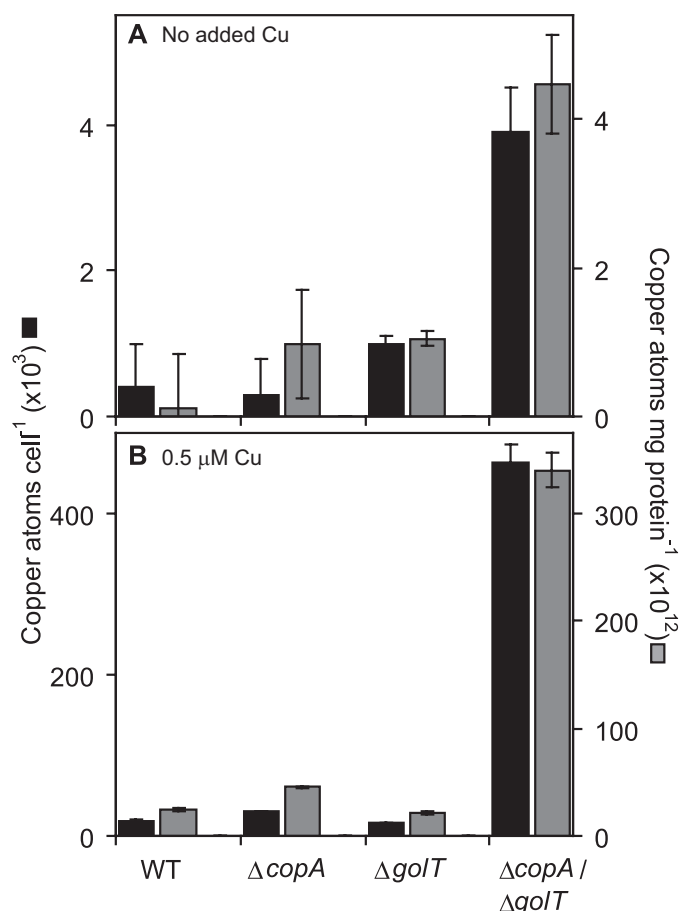 A No added Cu
4
2
0
4
2
0
B 0.5 μM Cu
400
200
0
300
200
100
0
Copper atoms cell⁻¹ (x10³)
Copper atoms mg protein⁻¹ (x10¹²)
WT
ΔcopA
ΔgolT
ΔcopA /
ΔgolT